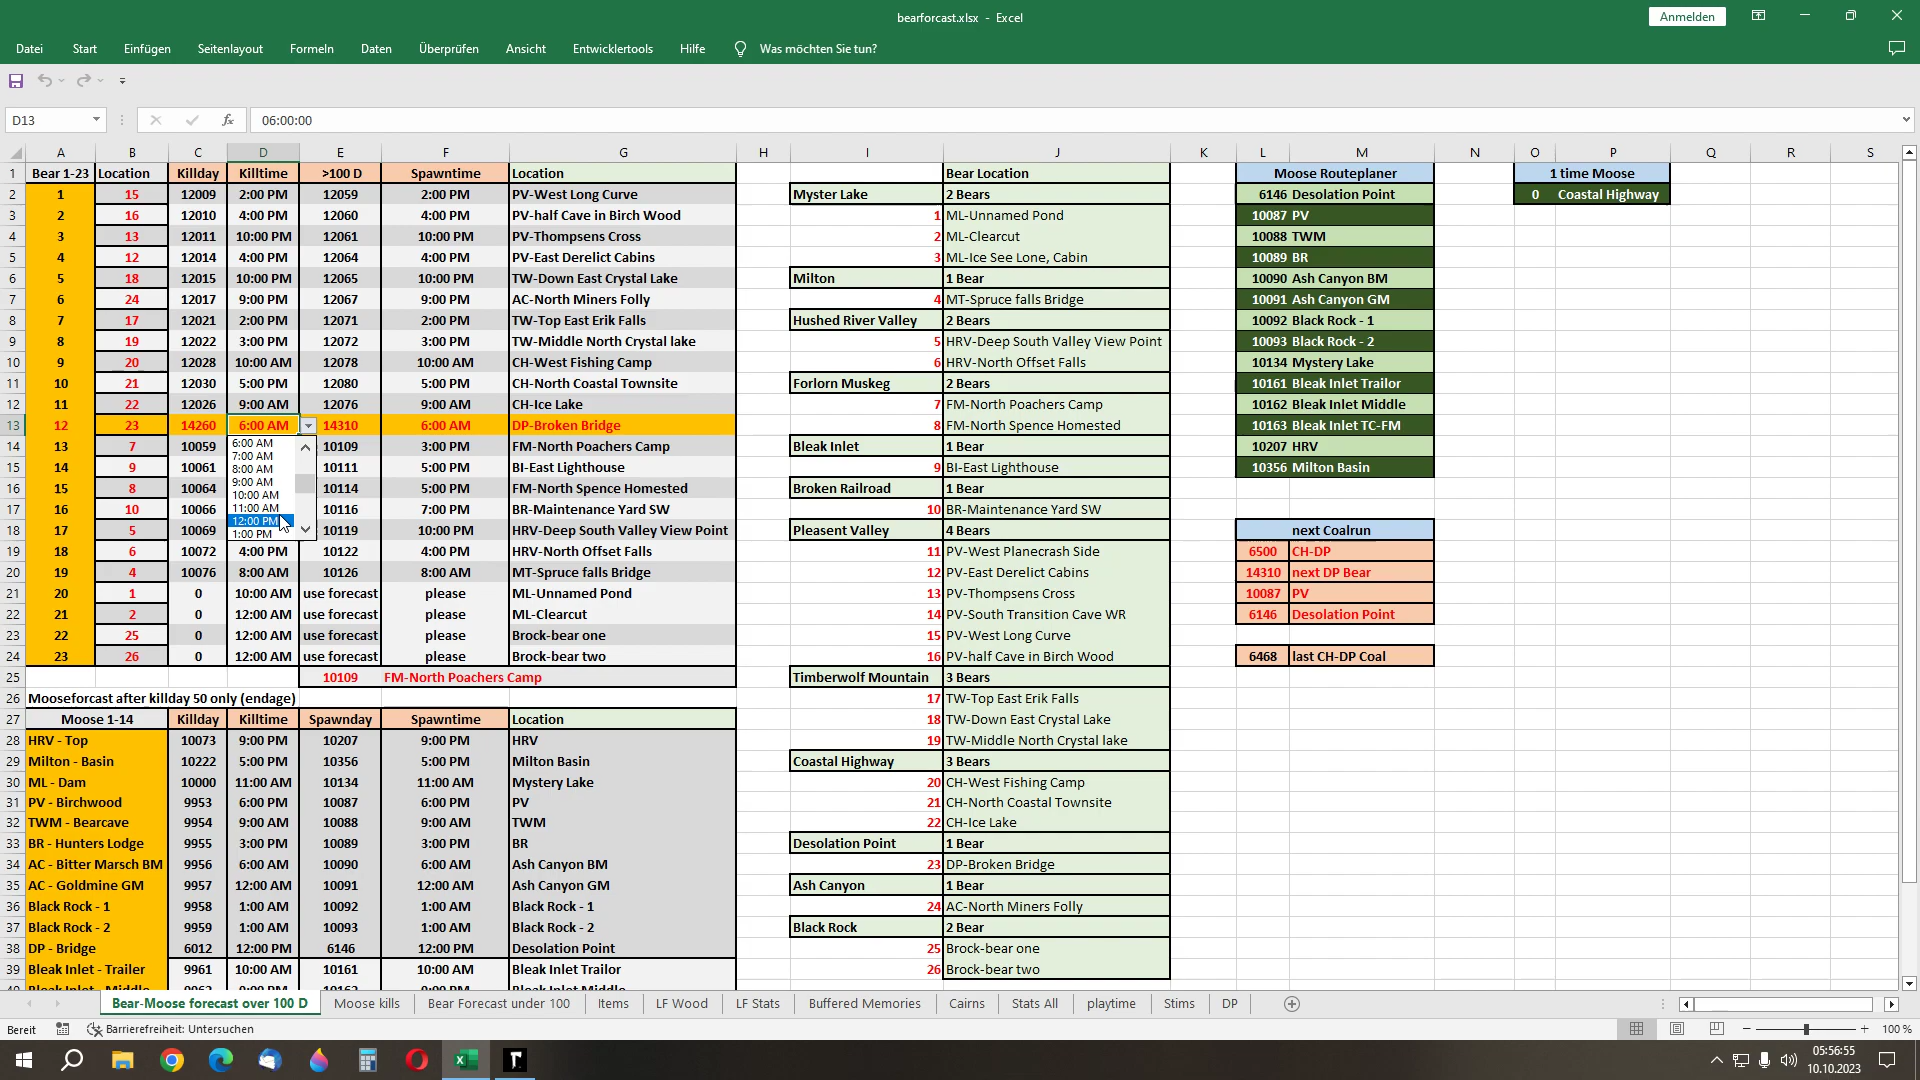 bearforcast.xlsx - Excel
Anmelden
Datei Start Einfügen Seitenlayout Formeln Daten Überprüfen Ansicht Entwicklertools Hilfe Was möchten Sie tun?
D13 fx 06:00:00
A B C D E F G H I J K L M N O P Q R S
1 Bear 1-23 Location Killday Killtime >100 D Spawntime Location Bear Location Moose Routeplaner 1 time Moose
2 1 15 12009 2:00 PM 12059 2:00 PM PV-West Long Curve Myster Lake 2 Bears 6146 Desolation Point 0 Coastal Highway
3 2 16 12010 4:00 PM 12060 4:00 PM PV-half Cave in Birch Wood 1 ML-Unnamed Pond 10087 PV
4 3 13 12011 10:00 PM 12061 10:00 PM PV-Thompsens Cross 2 ML-Clearcut 10088 TWM
5 4 12 12014 4:00 PM 12064 4:00 PM PV-East Derelict Cabins 3 ML-Ice See Lone, Cabin 10089 BR
6 5 18 12015 10:00 PM 12065 10:00 PM TW-Down East Crystal Lake Milton 1 Bear 10090 Ash Canyon BM
7 6 24 12017 9:00 PM 12067 9:00 PM AC-North Miners Folly 4 MT-Spruce falls Bridge 10091 Ash Canyon GM
8 7 17 12021 2:00 PM 12071 2:00 PM TW-Top East Erik Falls Hushed River Valley 2 Bears 10092 Black Rock - 1
9 8 19 12022 3:00 PM 12072 3:00 PM TW-Middle North Crystal lake 5 HRV-Deep South Valley View Point 10093 Black Rock - 2
10 9 20 12028 10:00 AM 12078 10:00 AM CH-West Fishing Camp 6 HRV-North Offset Falls 10134 Mystery Lake
11 10 21 12030 5:00 PM 12080 5:00 PM CH-North Coastal Townsite Forlorn Muskeg 2 Bears 10161 Bleak Inlet Trailor
12 11 22 12026 9:00 AM 12076 9:00 AM CH-Ice Lake 7 FM-North Poachers Camp 10162 Bleak Inlet Middle
13 12 23 14260 6:00 AM 14310 6:00 AM DP-Broken Bridge 8 FM-North Spence Homested 10163 Bleak Inlet TC-FM
14 13 7 10059 6:00 AM 10109 3:00 PM FM-North Poachers Camp Bleak Inlet 1 Bear 10207 HRV
7:00 AM
15 14 9 10061 8:00 AM 10111 5:00 PM BI-East Lighthouse 9 BI-East Lighthouse 10356 Milton Basin
9:00 AM
16 15 8 10064 10:00 AM 10114 5:00 PM FM-North Spence Homested Broken Railroad 1 Bear
17 16 10 10066 11:00 AM 10116 7:00 PM BR-Maintenance Yard SW 10 BR-Maintenance Yard SW
12:00 PM
18 17 5 10069 1:00 PM 10119 10:00 PM HRV-Deep South Valley View Point Pleasent Valley 4 Bears next Coalrun
19 18 6 10072 4:00 PM 10122 4:00 PM HRV-North Offset Falls 11 PV-West Planecrash Side 6500 CH-DP
20 19 4 10076 8:00 AM 10126 8:00 AM MT-Spruce falls Bridge 12 PV-East Derelict Cabins 14310 next DP Bear
21 20 1 0 10:00 AM use forecast please ML-Unnamed Pond 13 PV-Thompsens Cross 10087 PV
22 21 2 0 12:00 AM use forecast please ML-Clearcut 14 PV-South Transition Cave WR 6146 Desolation Point
23 22 25 0 12:00 AM use forecast please Brock-bear one 15 PV-West Long Curve
24 23 26 0 12:00 AM use forecast please Brock-bear two 16 PV-half Cave in Birch Wood 6468 last CH-DP Coal
25 10109 FM-North Poachers Camp Timberwolf Mountain 3 Bears
26 Mooseforcast after killday 50 only (endage) 17 TW-Top East Erik Falls
27 Moose 1-14 Killday Killtime Spawnday Spawntime Location 18 TW-Down East Crystal Lake
28 HRV - Top 10073 9:00 PM 10207 9:00 PM HRV 19 TW-Middle North Crystal lake
29 Milton - Basin 10222 5:00 PM 10356 5:00 PM Milton Basin Coastal Highway 3 Bears
30 ML - Dam 10000 11:00 AM 10134 11:00 AM Mystery Lake 20 CH-West Fishing Camp
31 PV - Birchwood 9953 6:00 PM 10087 6:00 PM PV 21 CH-North Coastal Townsite
32 TWM - Bearcave 9954 9:00 AM 10088 9:00 AM TWM 22 CH-Ice Lake
33 BR - Hunters Lodge 9955 3:00 PM 10089 3:00 PM BR Desolation Point 1 Bear
34 AC - Bitter Marsch BM 9956 6:00 AM 10090 6:00 AM Ash Canyon BM 23 DP-Broken Bridge
35 AC - Goldmine GM 9957 12:00 AM 10091 12:00 AM Ash Canyon GM Ash Canyon 1 Bear
36 Black Rock - 1 9958 1:00 AM 10092 1:00 AM Black Rock - 1 24 AC-North Miners Folly
37 Black Rock - 2 9959 1:00 AM 10093 1:00 AM Black Rock - 2 Black Rock 2 Bear
38 DP - Bridge 6012 12:00 PM 6146 12:00 PM Desolation Point 25 Brock-bear one
39 Bleak Inlet - Trailer 9961 10:00 AM 10161 10:00 AM Bleak Inlet Trailor 26 Brock-bear two
Bear-Moose forecast over 100 D Moose kills Bear Forecast under 100 Items LF Wood LF Stats Buffered Memories Cairns Stats All playtime Stims DP
Bereit Barrierefreiheit: Untersuchen 100 %
05:56:55
10.10.2023